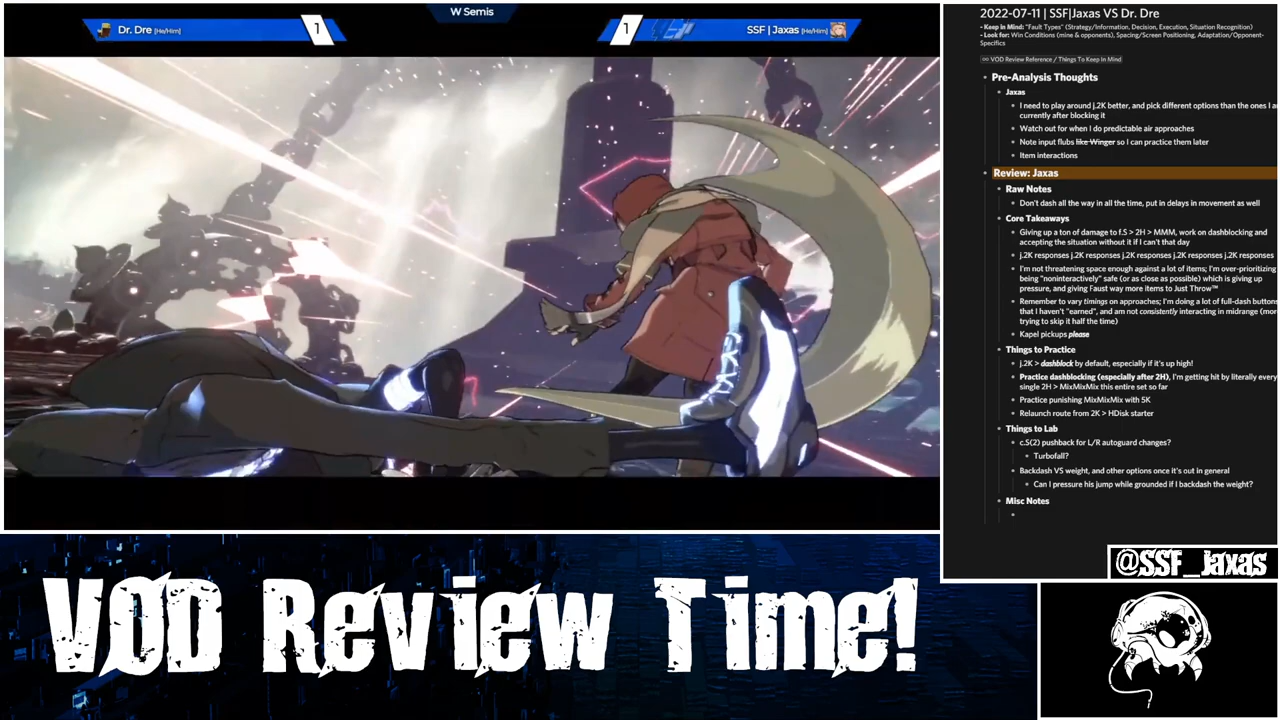 W Semis
Dr. Dre [He/Him]
1
1
SSF | Jaxas [He/Him]
2022-07-11 | SSF|Jaxas VS Dr. Dre
- Keep in Mind: "Fault Types" (Strategy/Information, Decision, Execution, Situation Recognition)
- Look for: Win Conditions (mine & opponents), Spacing/Screen Positioning, Adaptation/Opponent-
Specifics
VOD Review Reference / Things To Keep In Mind
Pre-Analysis Thoughts
Jaxas
I need to play around j.2K better, and pick different options than the ones I a
currently after blocking it
Watch out for when I do predictable air approaches
Note input flubs like Winger so I can practice them later
Item interactions
Review: Jaxas
Raw Notes
Don't dash all the way in all the time, put in delays in movement as well
Core Takeaways
Giving up a ton of damage to f.S > 2H > MMM, work on dashblocking and
accepting the situation without it if I can't that day
j.2K responses j.2K responses j.2K responses j.2K responses j.2K responses
I'm not threatening space enough against a lot of items; I'm over-prioritizing
being "noninteractively" safe (or as close as possible) which is giving up
pressure, and giving Faust way more items to Just Throw™
Remember to vary timings on approaches; I'm doing a lot of full-dash buttons
that I haven't "earned", and am not consistently interacting in midrange (mor
trying to skip it half the time)
Kapel pickups please
Things to Practice
j.2K > dashblock by default, especially if it's up high!
Practice dashblocking (especially after 2H), I'm getting hit by literally every
single 2H > MixMixMix this entire set so far
Practice punishing MixMixMix with 5K
Relaunch route from 2K > HDisk starter
Things to Lab
c.S(2) pushback for L/R autoguard changes?
Turbofall?
Backdash VS weight, and other options once it's out in general
Can I pressure his jump while grounded if I backdash the weight?
Misc Notes
@SSF_Jaxas
VOD Review Time!